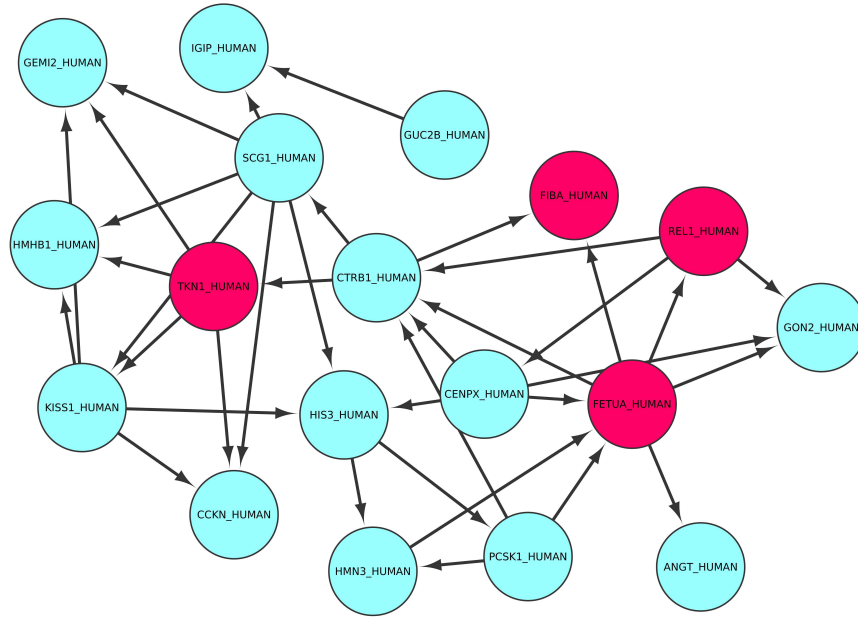 IGIP_HUMAN
GEMI2_HUMAN
GUC2B_HUMAN
SCG1_HUMAN
FIBA_HUMAN
REL1_HUMAN
HMHB1_HUMAN
CTRB1_HUMAN
TKN1_HUMAN
GON2_HUMAN
CENPX_HUMAN
FETUA_HUMAN
KISS1_HUMAN
HIS3_HUMAN
CCKN_HUMAN
PCSK1_HUMAN
ANGT_HUMAN
HMN3_HUMAN